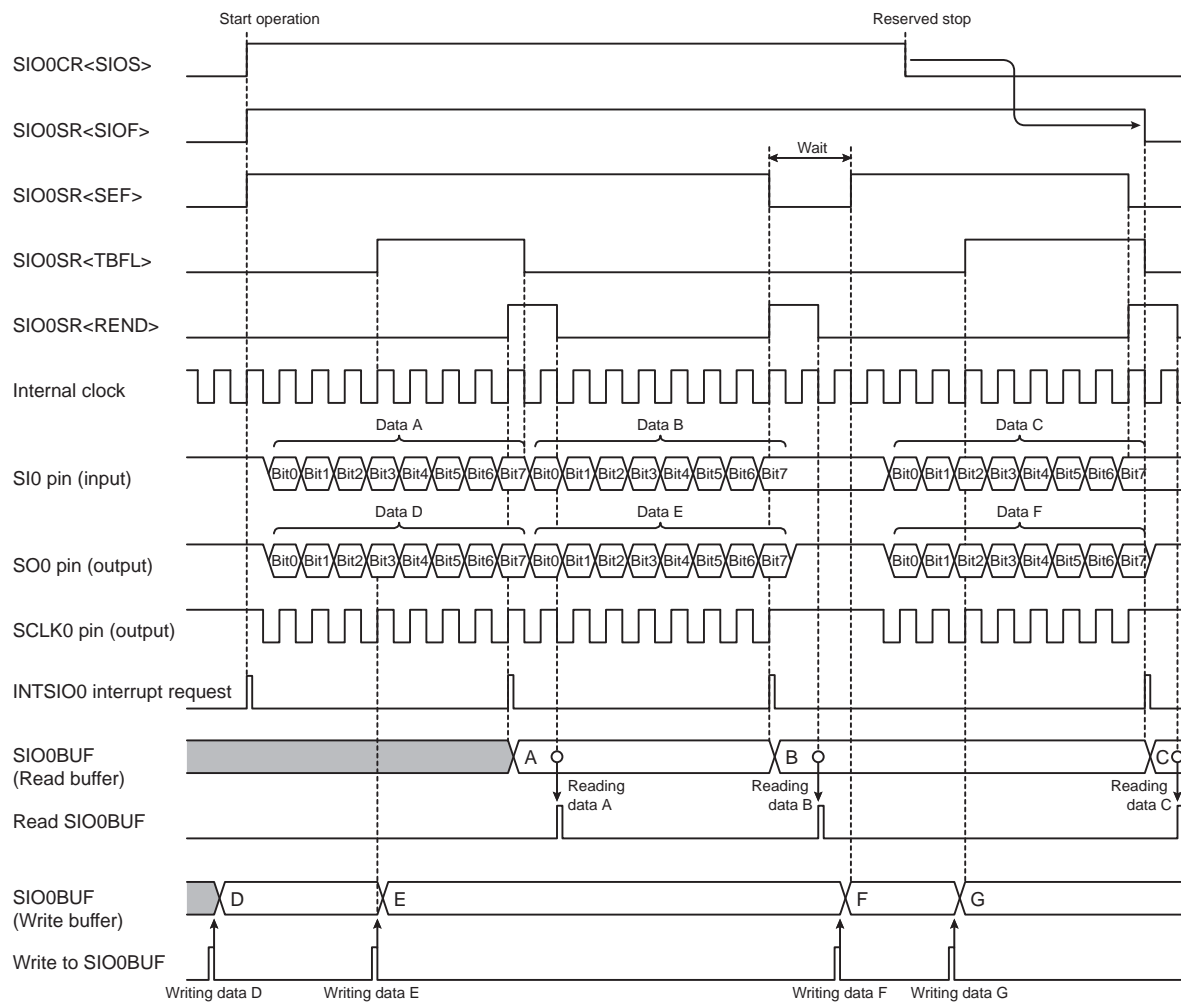 Start operation
Reserved stop
SIO0CR<SIOS>
SIO0SR<SIOF>
Wait
SIO0SR<SEF>
SIO0SR<TBFL>
SIO0SR<REND>
Internal clock
Data A Data B Data C
SI0 pin (input) Bit0 Bit1 Bit2 Bit3 Bit4 Bit5 Bit6 Bit7 Bit0 Bit1 Bit2 Bit3 Bit4 Bit5 Bit6 Bit7 Bit0 Bit1 Bit2 Bit3 Bit4 Bit5 Bit6 Bit7
Data D Data E Data F
SO0 pin (output) Bit0 Bit1 Bit2 Bit3 Bit4 Bit5 Bit6 Bit7 Bit0 Bit1 Bit2 Bit3 Bit4 Bit5 Bit6 Bit7 Bit0 Bit1 Bit2 Bit3 Bit4 Bit5 Bit6 Bit7
SCLK0 pin (output)
INTSIO0 interrupt request
SIO0BUF
(Read buffer)
A B C
Reading
data A
Reading
data B
Reading
data C
Read SIO0BUF
SIO0BUF
(Write buffer)
D E F G
Write to SIO0BUF
Writing data D Writing data E Writing data F Writing data G